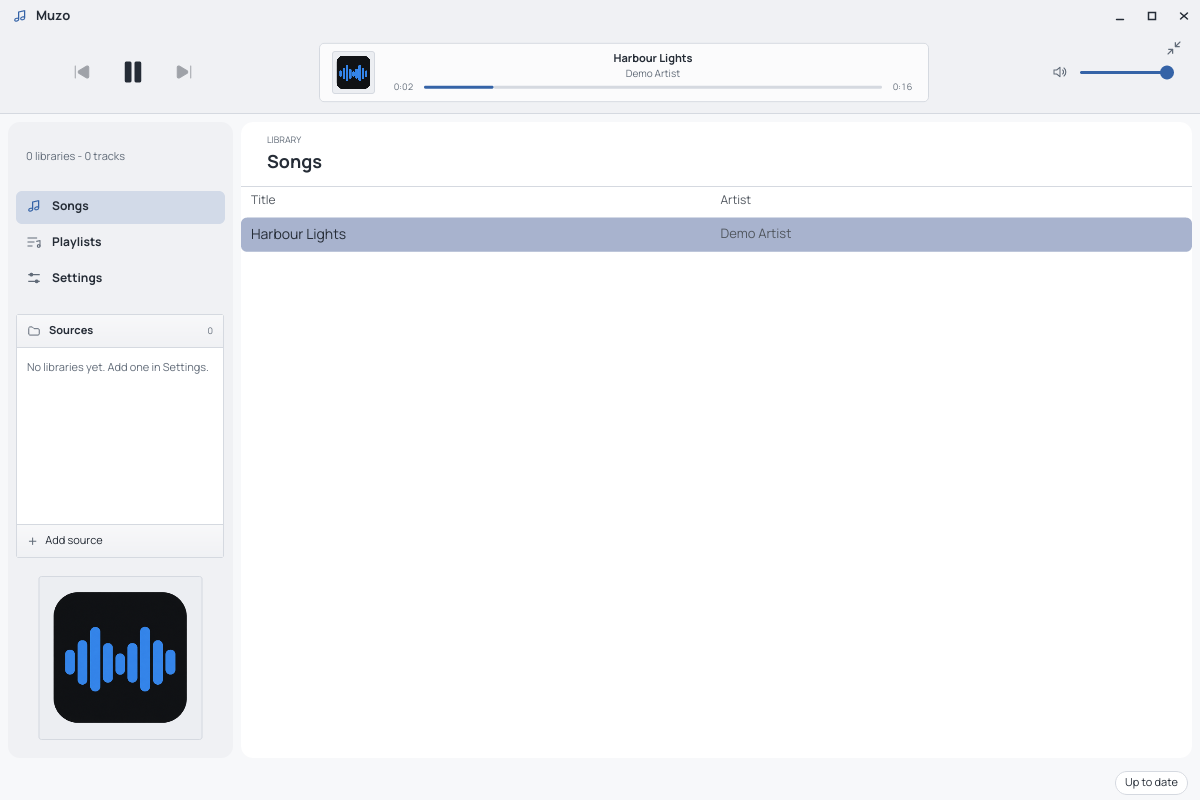 Muzo
Harbour Lights
Demo Artist
0:02
0:16
0 libraries - 0 tracks
Songs
Playlists
Settings
Sources
0
No libraries yet. Add one in Settings.
Add source
LIBRARY
Songs
Title
Artist
Harbour Lights
Demo Artist
Up to date